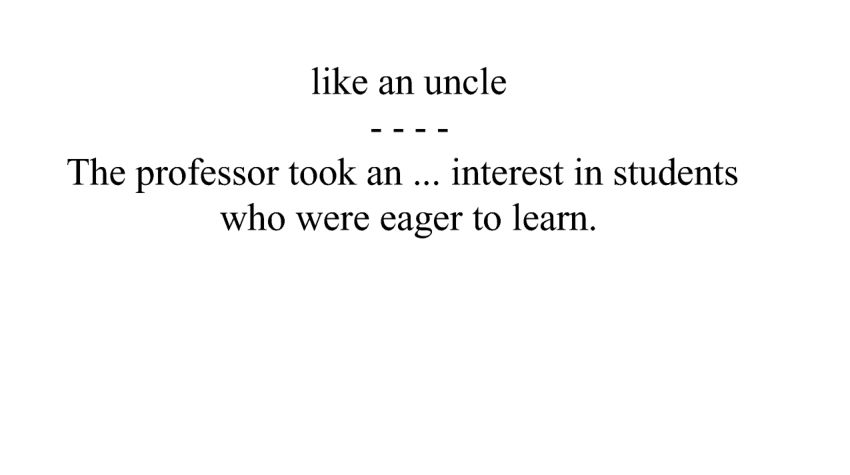 like an uncle
- - - -
The professor took an ... interest in students
who were eager to learn.